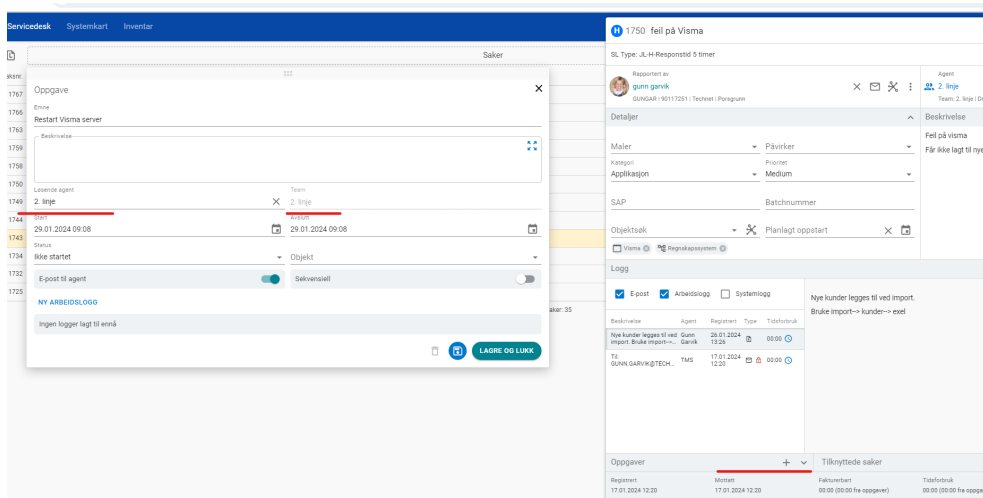 Servicedesk Systemkart Inventar
Saker
aksnr.
1767
1766
1763
1759
1758
1750
1749
1744
1743
1734
1732
1725
aker: 35
Oppgave
Emne
Restart Visma server
Beskrivelse
Løsende agent
2. linje
Team
2. linje
Start
29.01.2024 09:08
Avslutt
29.01.2024 09:08
Status
Ikke startet
Objekt
E-post til agent
Sekvensiell
NY ARBEIDSLOGG
Ingen logger lagt til ennå
LAGRE OG LUKK
H 1750 feil på Visma
SL Type: JL-H-Responstid 5 timer
Rapportert av
gunn garvik
GUNGAR | 90117251 | Technet | Porsgrunn
Agent
2. linje
Team: 2. linje | Dr
Detaljer
Beskrivelse
Feil på visma
Får ikke lagt til nye
Maler
Påvirker
Kategori
Applikasjon
Prioritet
Medium
SAP
Batchnummer
Objektsøk
Planlagt oppstart
Visma
Regnskapssystem
Logg
E-post Arbeidslogg Systemlogg
Beskrivelse Agent Registrert Type Tidsforbruk
Nye kunder legges til ved import. Bruke import-->...
Gunn Garvik
26.01.2024 13:26
00:00
Til: GUNN.GARVIK@TECH...
TMS
17.01.2024 12:20
00:00
Nye kunder legges til ved import.
Bruke import--> kunder--> exel
Oppgaver
Tilknyttede saker
Registrert Mottatt Fakturerbart Tidsforbruk
17.01.2024 12:20 17.01.2024 12:20 00:00 (00:00 fra oppgaver) 00:00 (00:00 fra oppga